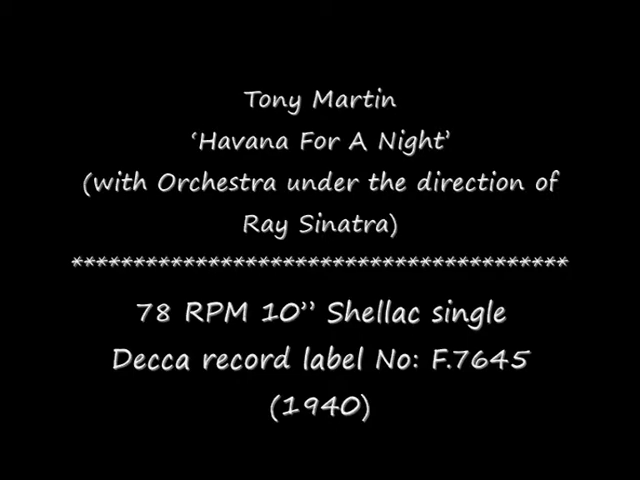 Tony Martin
‘Havana For A Night’
(with Orchestra under the direction of
Ray Sinatra)
*****************************************
78 RPM 10” Shellac single
Decca record label No: F.7645
(1940)